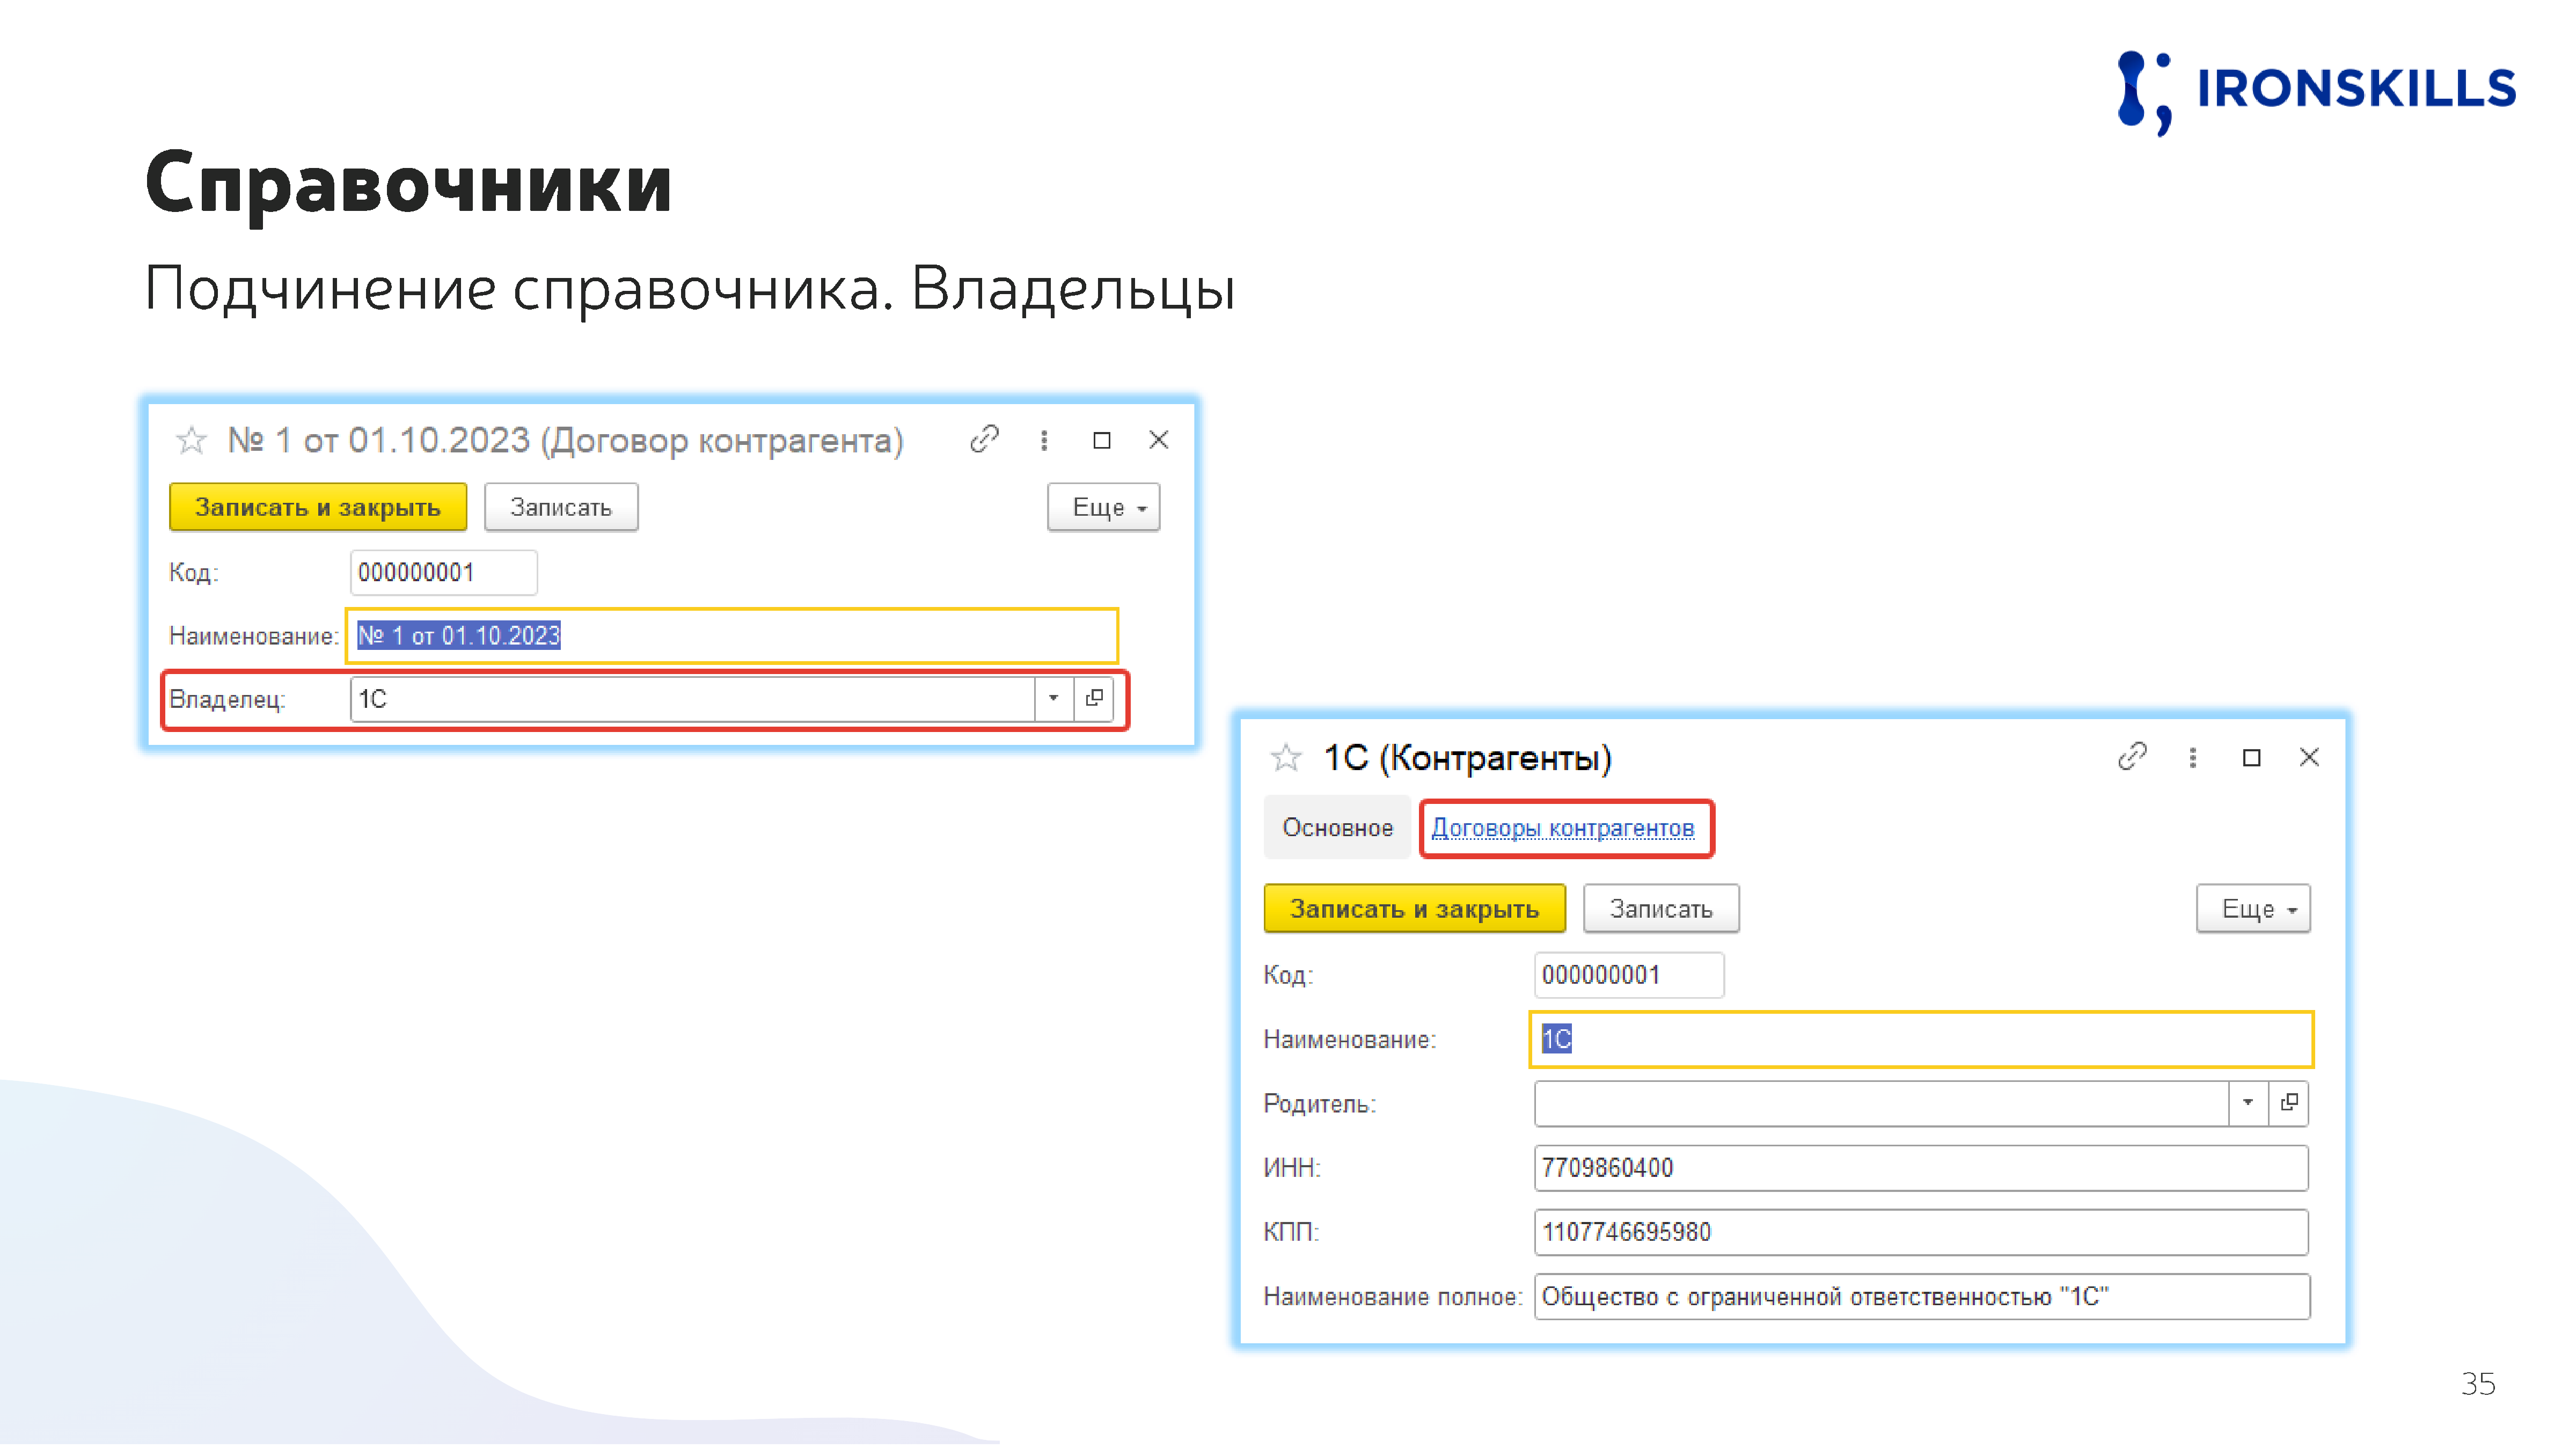 IRONSKILLS
Справочники
Подчинение справочника. Владельцы
№ 1 от 01.10.2023 (Договор контрагента)
Записать и закрыть Записать Еще
Код: 000000001
Наименование: № 1 от 01.10.2023
Владелец: 1С
1С (Контрагенты)
Основное Договоры контрагентов
Записать и закрыть Записать Еще
Код: 000000001
Наименование: 1С
Родитель:
ИНН: 7709860400
КПП: 1107746695980
Наименование полное: Общество с ограниченной ответственностью "1С"
35